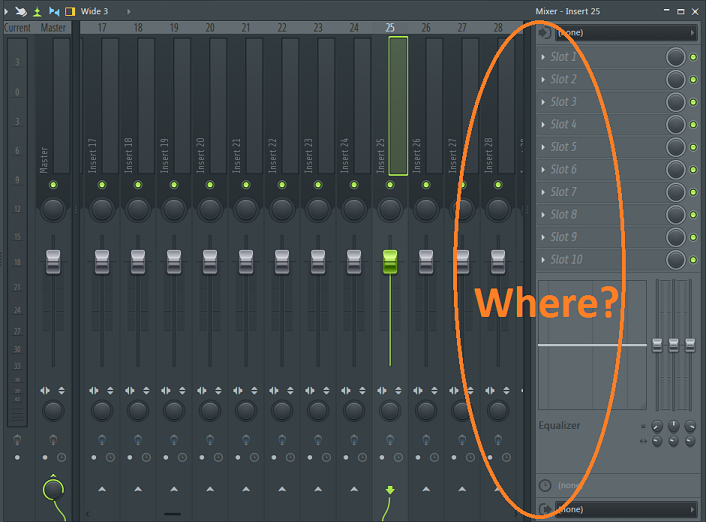 Wide 3
Mixer - Insert 25
Current
Master
17
18
19
20
21
22
23
24
25
26
27
28
(none)
3
0
3
6
9
12
15
18
21
24
27
30
33
Master
Insert 17
Insert 18
Insert 19
Insert 20
Insert 21
Insert 22
Insert 23
Insert 24
Insert 25
Insert 26
Insert 27
Insert 28
Slot 1
Slot 2
Slot 3
Slot 4
Slot 5
Slot 6
Slot 7
Slot 8
Slot 9
Slot 10
Where?
Equalizer
(none)
(none)